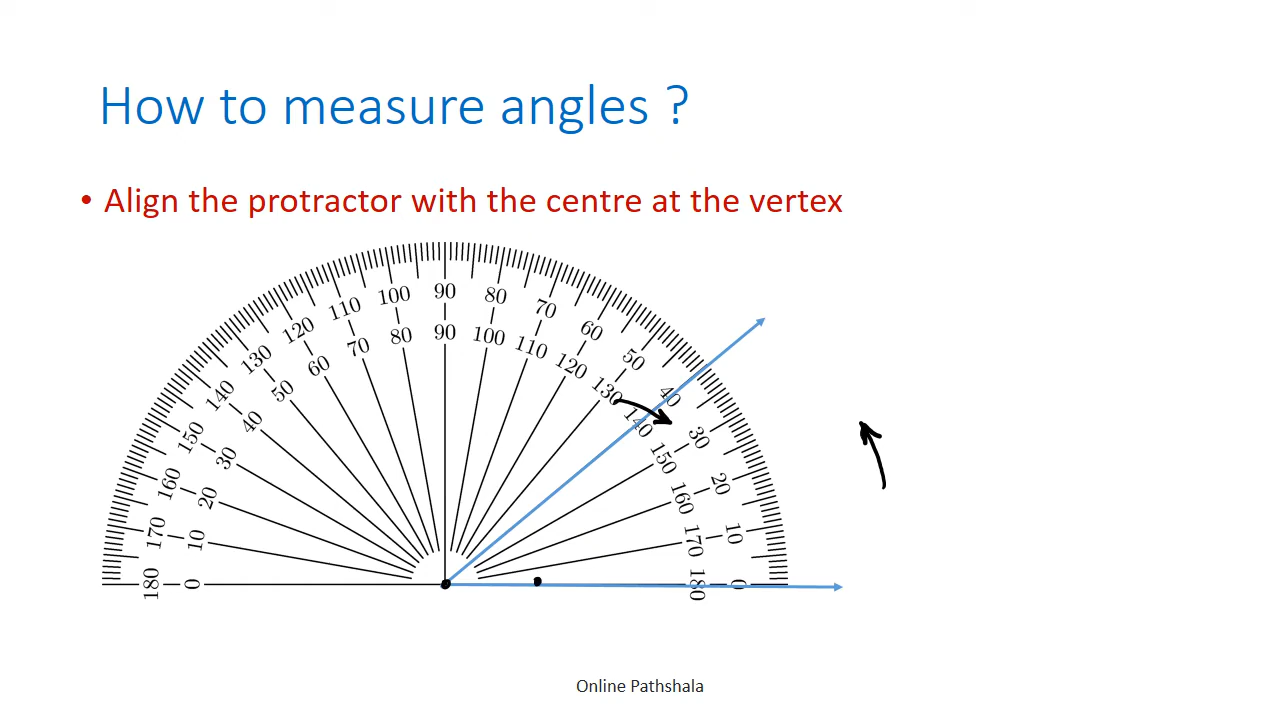 How to measure angles ?
• Align the protractor with the centre at the vertex
180 170 160 150 140 130 120 110 100 90 80 70 60 50 40 30 20 10 0
0 10 20 30 40 50 60 70 80 90 100 110 120 130 140 150 160 170 180
Online Pathshala